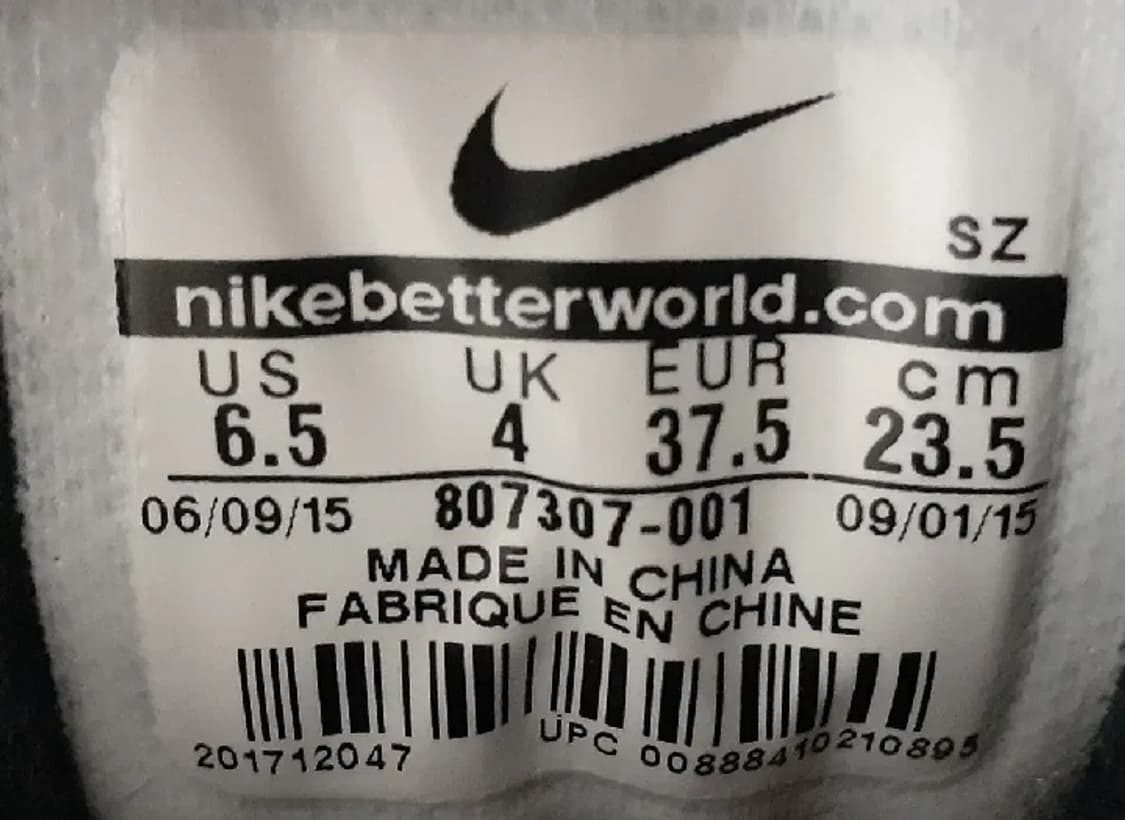 SZ
nikebetterworld.com
US UK EUR cm
6.5 4 37.5 23.5
06/09/15 807307-001 09/01/15
MADE IN CHINA
FABRIQUE EN CHINE
201712047 UPC 00888410210895